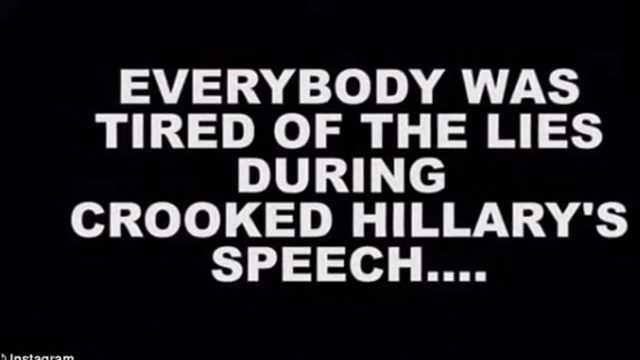 EVERYBODY WAS
TIRED OF THE LIES
DURING
CROOKED HILLARY'S
SPEECH....
Instagram